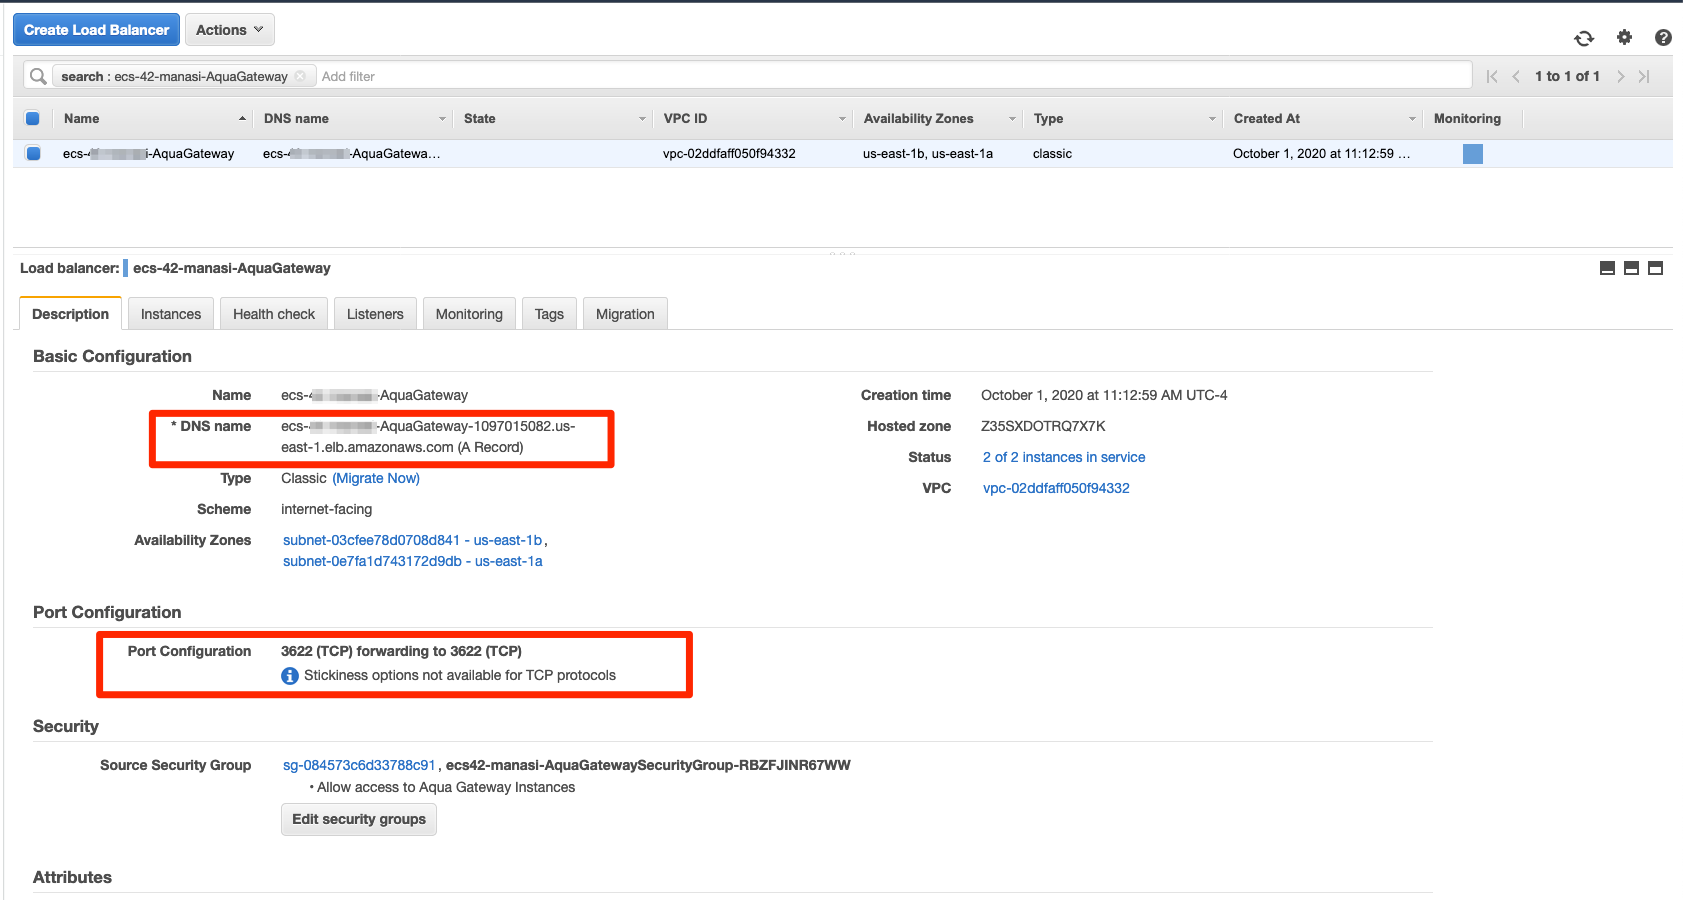 Create Load Balancer Actions
search : ecs-42-manasi-AquaGateway Add filter 1 to 1 of 1
Name DNS name State VPC ID Availability Zones Type Created At Monitoring
ecs- -AquaGateway ecs- -AquaGatewa... vpc-02ddfaff050f94332 us-east-1b, us-east-1a classic October 1, 2020 at 11:12:59 ...
Load balancer: ecs-42-manasi-AquaGateway
Description Instances Health check Listeners Monitoring Tags Migration
Basic Configuration
Name ecs- -AquaGateway Creation time October 1, 2020 at 11:12:59 AM UTC-4
* DNS name ecs- -AquaGateway-1097015082.us- Hosted zone Z35SXDOTRQ7X7K
east-1.elb.amazonaws.com (A Record)
Status 2 of 2 instances in service
Type Classic (Migrate Now)
VPC vpc-02ddfaff050f94332
Scheme internet-facing
Availability Zones subnet-03cfee78d0708d841 - us-east-1b,
subnet-0e7fa1d743172d9db - us-east-1a
Port Configuration
Port Configuration 3622 (TCP) forwarding to 3622 (TCP)
Stickiness options not available for TCP protocols
Security
Source Security Group sg-084573c6d33788c91, ecs42-manasi-AquaGatewaySecurityGroup-RBZFJINR67WW
• Allow access to Aqua Gateway Instances
Edit security groups
Attributes